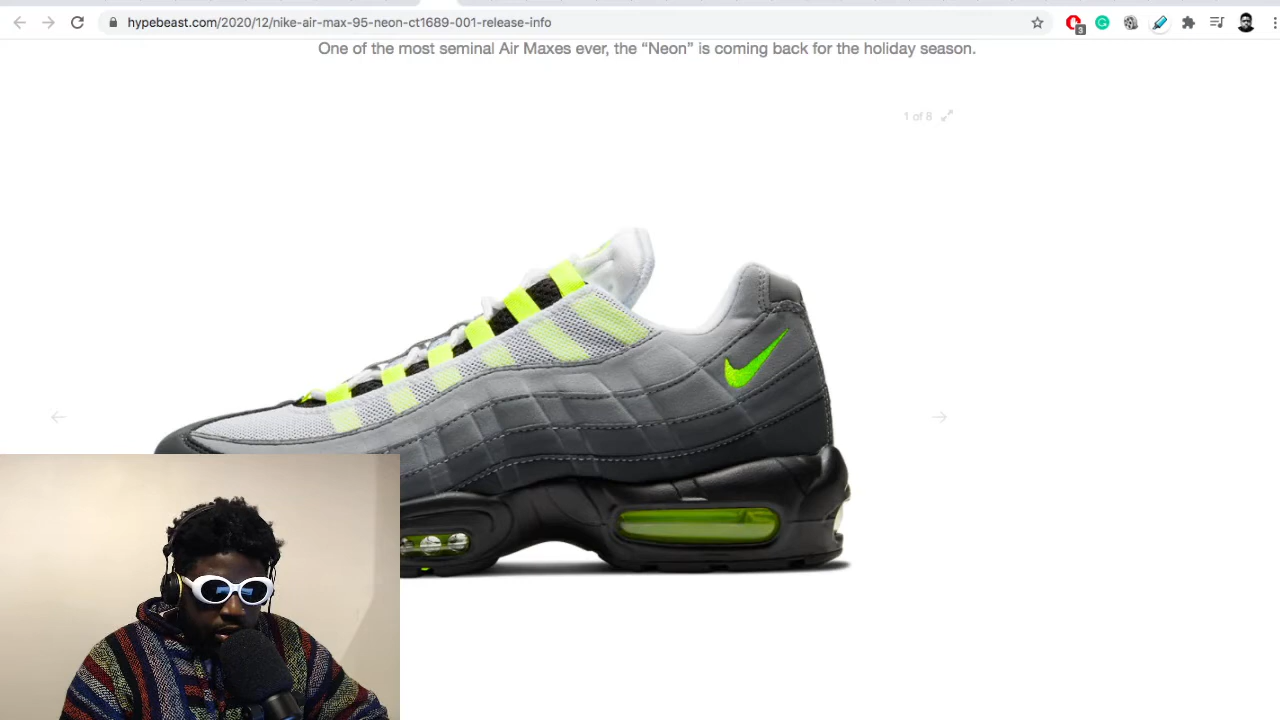 hypebeast.com/2020/12/nike-air-max-95-neon-ct1689-001-release-info
3
One of the most seminal Air Maxes ever, the “Neon” is coming back for the holiday season.
1 of 8